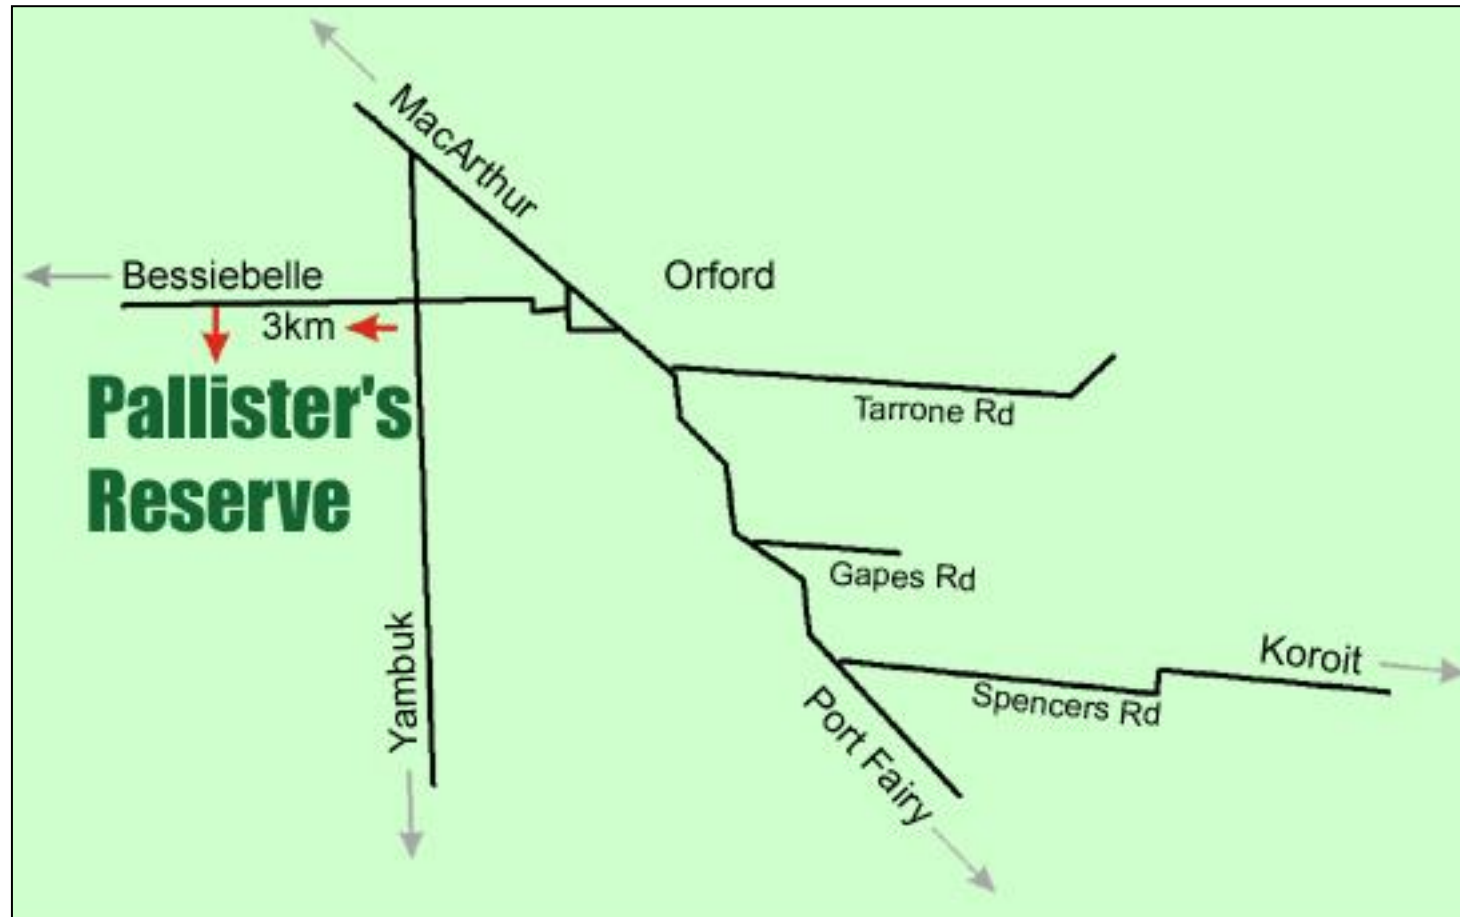 MacArthur
Bessiebelle
Orford
3km
Pallister's
Reserve
Tarrone Rd
Gapes Rd
Yambuk
Koroit
Spencers Rd
Port Fairy